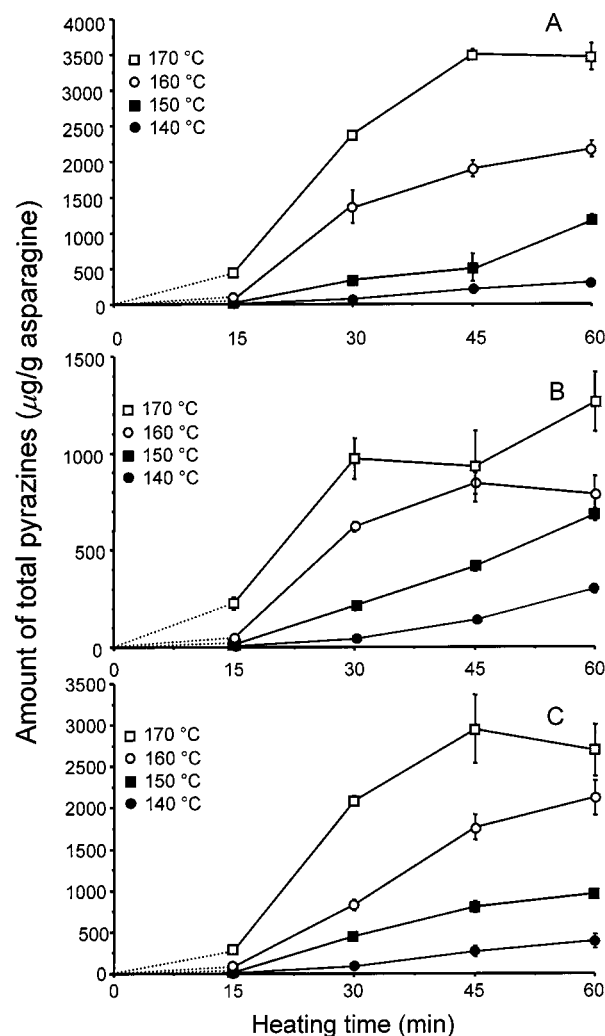 Amount of total pyrazines (μg/g asparagine)
A
4000
3500
3000
2500
2000
1500
1000
500
0
170 °C
160 °C
150 °C
140 °C
0 15 30 45 60
B
1500
1000
500
0
170 °C
160 °C
150 °C
140 °C
0 15 30 45 60
C
3500
3000
2500
2000
1500
1000
500
0
170 °C
160 °C
150 °C
140 °C
0 15 30 45 60
Heating time (min)